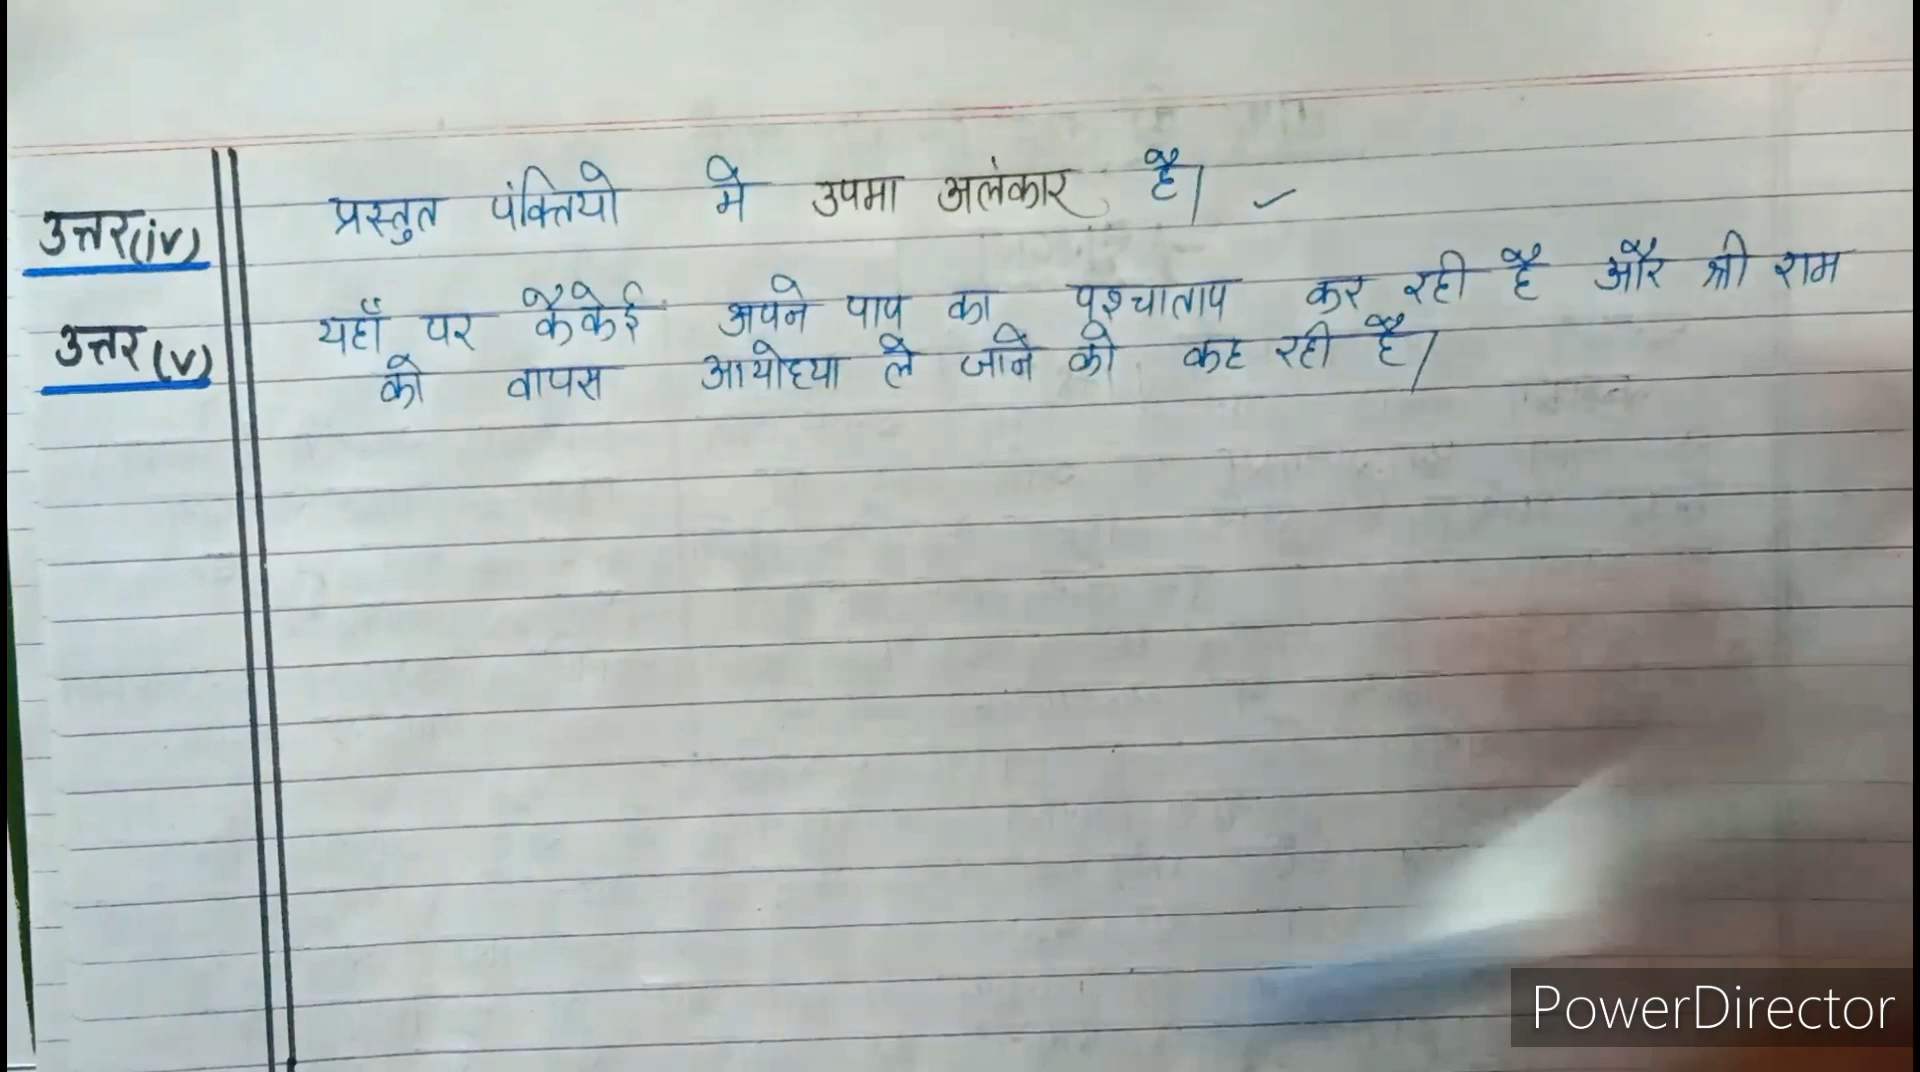 उत्तर(iv) प्रस्तुत पंक्तियो मे उपमा अलंकार है।
उत्तर(v) यहाँ पर कैकेई अपने पाप का पश्चाताप कर रही है और श्री राम
को वापस आयोध्या ले जाने को कह रही है।
PowerDirector